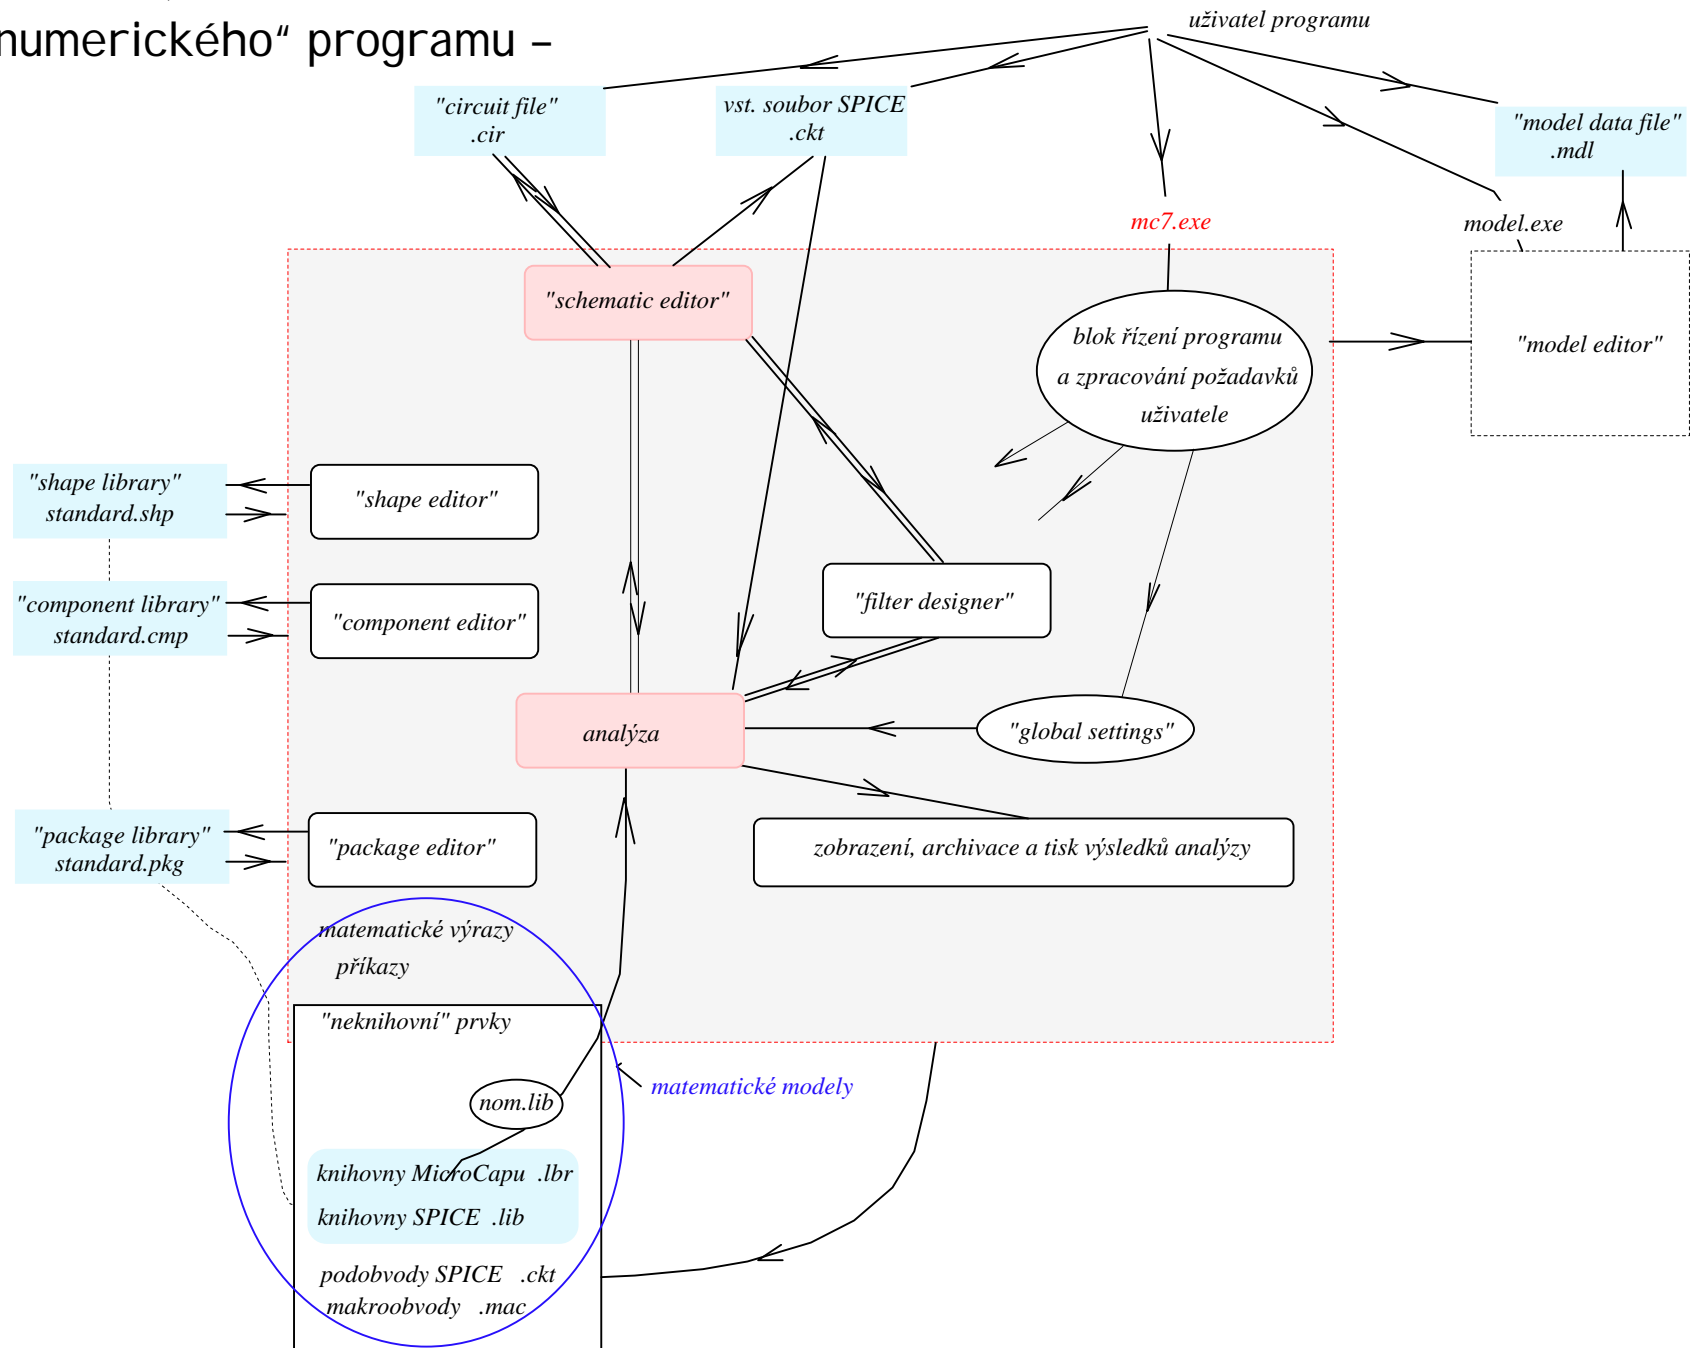 numerického“ programu –
uživatel programu
"circuit file"
.cir
vst. soubor SPICE
.ckt
"model data file"
.mdl
mc7.exe
model.exe
"schematic editor"
blok řízení programu
a zpracování požadavků
uživatele
"model editor"
"shape library"
standard.shp
"shape editor"
"component library"
standard.cmp
"component editor"
"filter designer"
analýza
"global settings"
"package library"
standard.pkg
"package editor"
zobrazení, archivace a tisk výsledků analýzy
matematické výrazy
příkazy
"neknihovní" prvky
matematické modely
nom.lib
knihovny MicroCapu .lbr
knihovny SPICE .lib
podobvody SPICE .ckt
makroobvody .mac